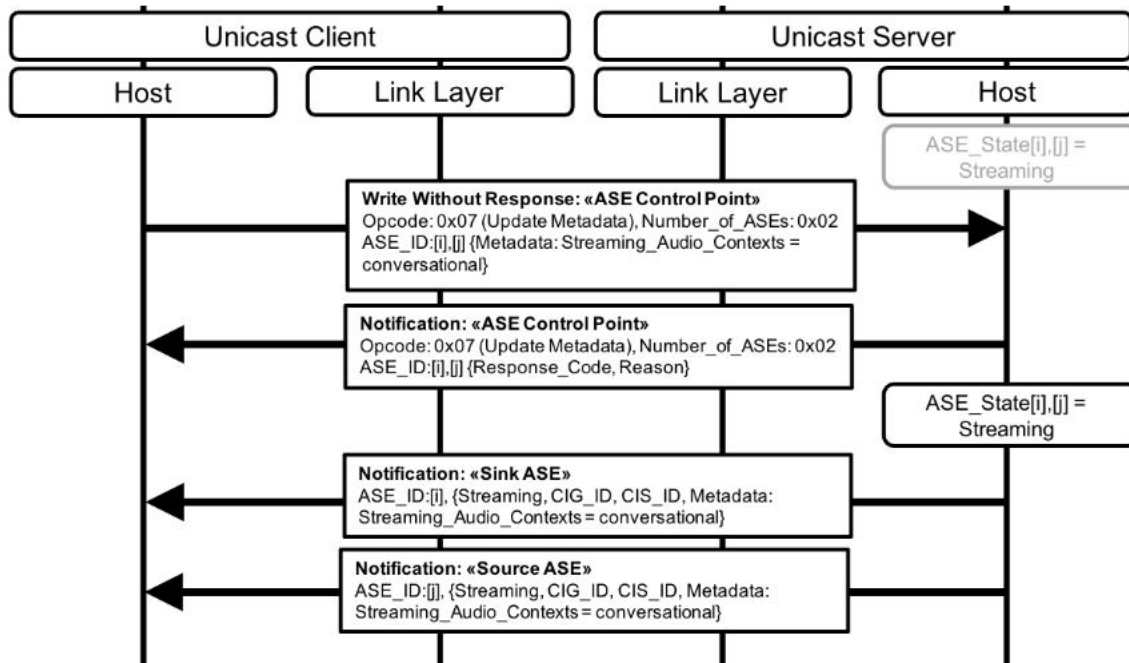 Unicast Client
Unicast Server
Host
Link Layer
Link Layer
Host
ASE_State[i],[j] =
Streaming
Write Without Response: «ASE Control Point»
Opcode: 0x07 (Update Metadata), Number_of_ASEs: 0x02
ASE_ID:[i],[j] {Metadata: Streaming_Audio_Contexts =
conversational}
Notification: «ASE Control Point»
Opcode: 0x07 (Update Metadata), Number_of_ASEs: 0x02
ASE_ID:[i],[j] {Response_Code, Reason}
ASE_State[i],[j] =
Streaming
Notification: «Sink ASE»
ASE_ID:[i], {Streaming, CIG_ID, CIS_ID, Metadata:
Streaming_Audio_Contexts = conversational}
Notification: «Source ASE»
ASE_ID:[j], {Streaming, CIG_ID, CIS_ID, Metadata:
Streaming_Audio_Contexts = conversational}